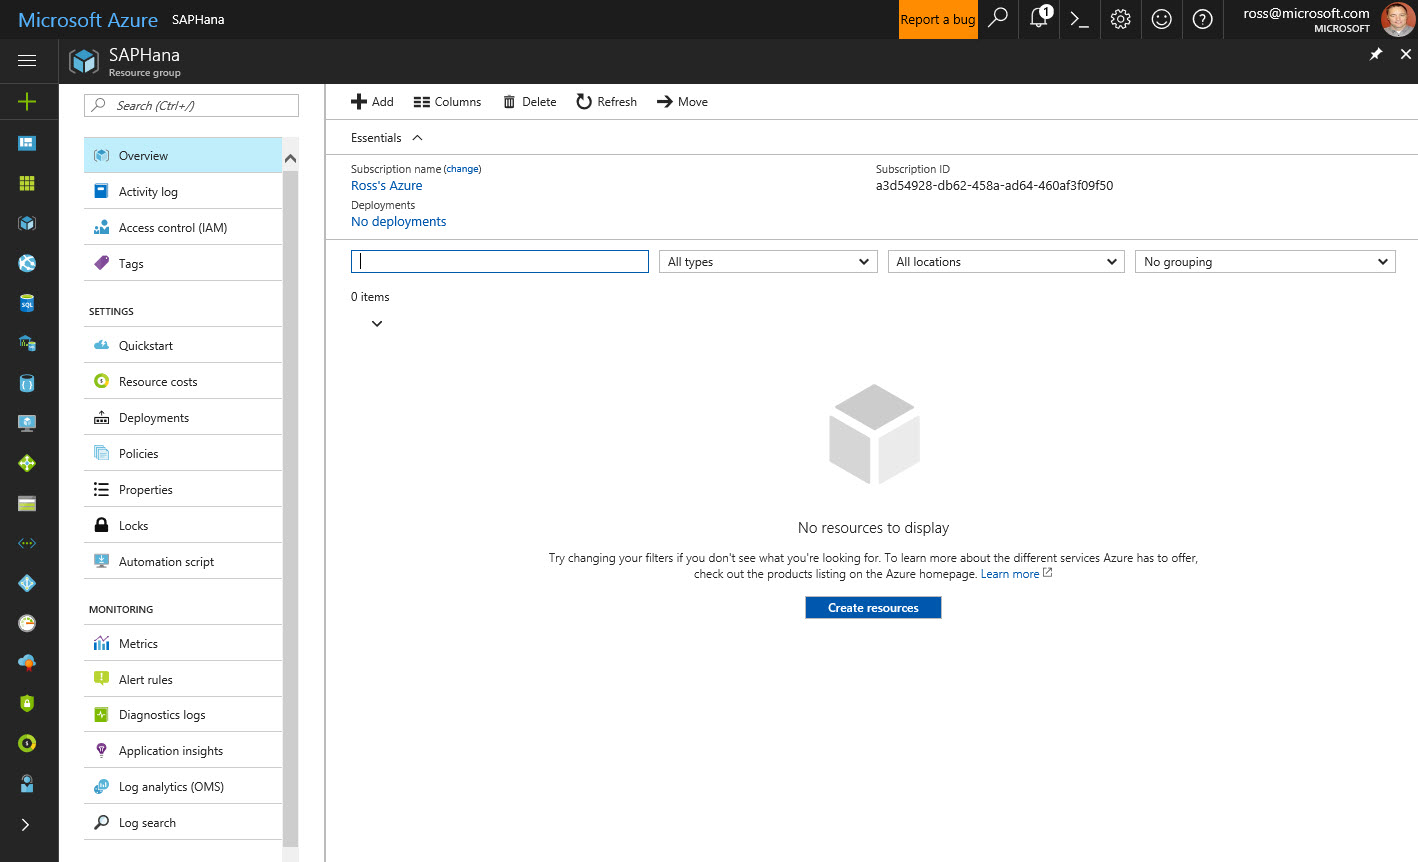 Microsoft Azure SAPHana
Report a bug
1
ross@microsoft.com
MICROSOFT
SAPHana
Resource group
Search (Ctrl+/)
Overview
Activity log
Access control (IAM)
Tags
SETTINGS
Quickstart
Resource costs
Deployments
Policies
Properties
Locks
Automation script
MONITORING
Metrics
Alert rules
Diagnostics logs
Application insights
Log analytics (OMS)
Log search
Add Columns Delete Refresh Move
Essentials
Subscription name (change)
Ross's Azure
Deployments
No deployments
Subscription ID
a3d54928-db62-458a-ad64-460af3f09f50
All types All locations No grouping
0 items
No resources to display
Try changing your filters if you don't see what you're looking for. To learn more about the different services Azure has to offer,
check out the products listing on the Azure homepage. Learn more
Create resources
SQL